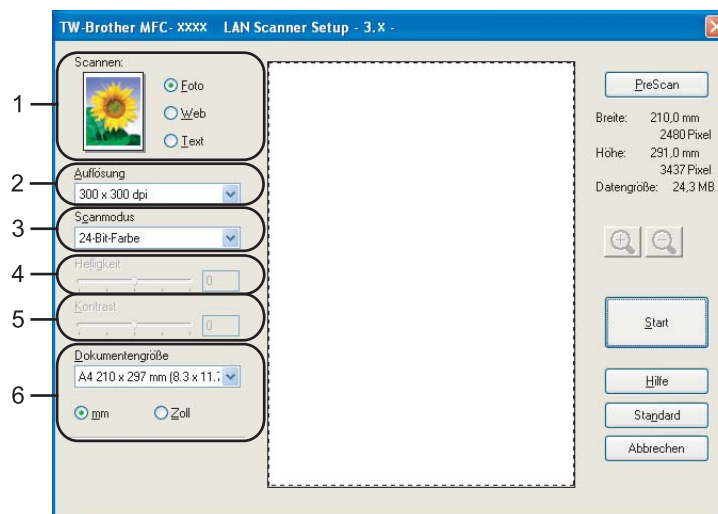 TW-Brother MFC- xxxx LAN Scanner Setup - 3.x -
Scannen:
Foto
Web
Text
1
Auflösung
300 x 300 dpi
2
Scanmodus
24-Bit-Farbe
3
Helligkeit
0
4
Kontrast
0
5
Dokumentengröße
A4 210 x 297 mm (8.3 x 11.
mm
Zoll
6
PreScan
Breite: 210,0 mm
2480 Pixel
Höhe: 291,0 mm
3437 Pixel
Datengröße: 24,3 MB
Start
Hilfe
Standard
Abbrechen